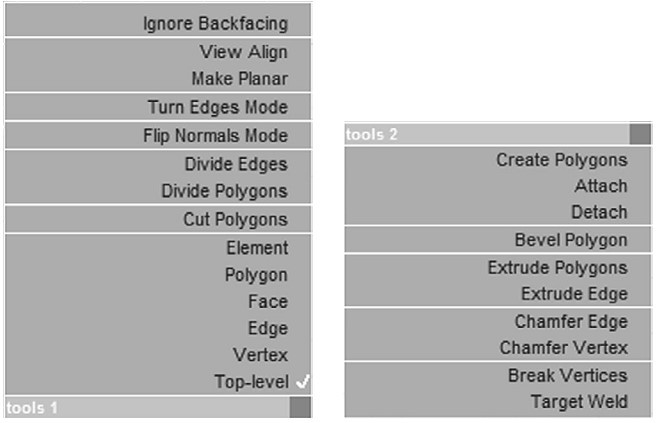 Ignore Backfacing
View Align
Make Planar
Turn Edges Mode
Flip Normals Mode
Divide Edges
Divide Polygons
Cut Polygons
Element
Polygon
Face
Edge
Vertex
Top-level
tools 1
tools 2
Create Polygons
Attach
Detach
Bevel Polygon
Extrude Polygons
Extrude Edge
Chamfer Edge
Chamfer Vertex
Break Vertices
Target Weld